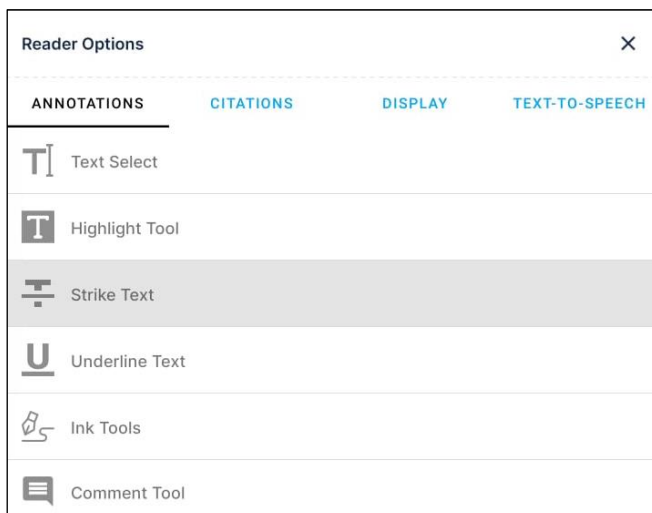 Reader Options
ANNOTATIONS CITATIONS DISPLAY TEXT-TO-SPEECH
Text Select
Highlight Tool
Strike Text
Underline Text
Ink Tools
Comment Tool